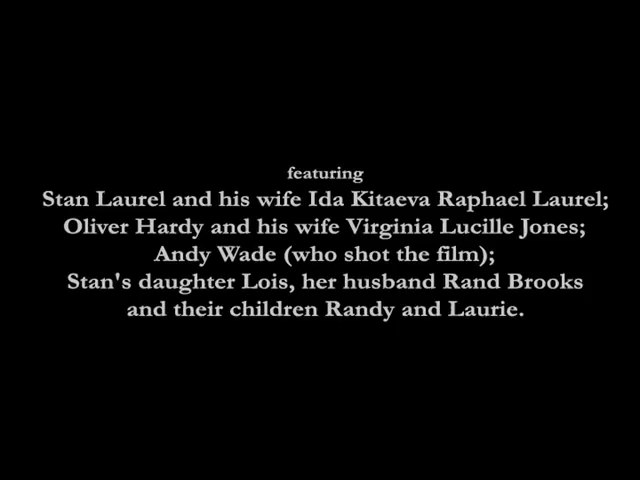 featuring
Stan Laurel and his wife Ida Kitaeva Raphael Laurel;
Oliver Hardy and his wife Virginia Lucille Jones;
Andy Wade (who shot the film);
Stan's daughter Lois, her husband Rand Brooks
and their children Randy and Laurie.